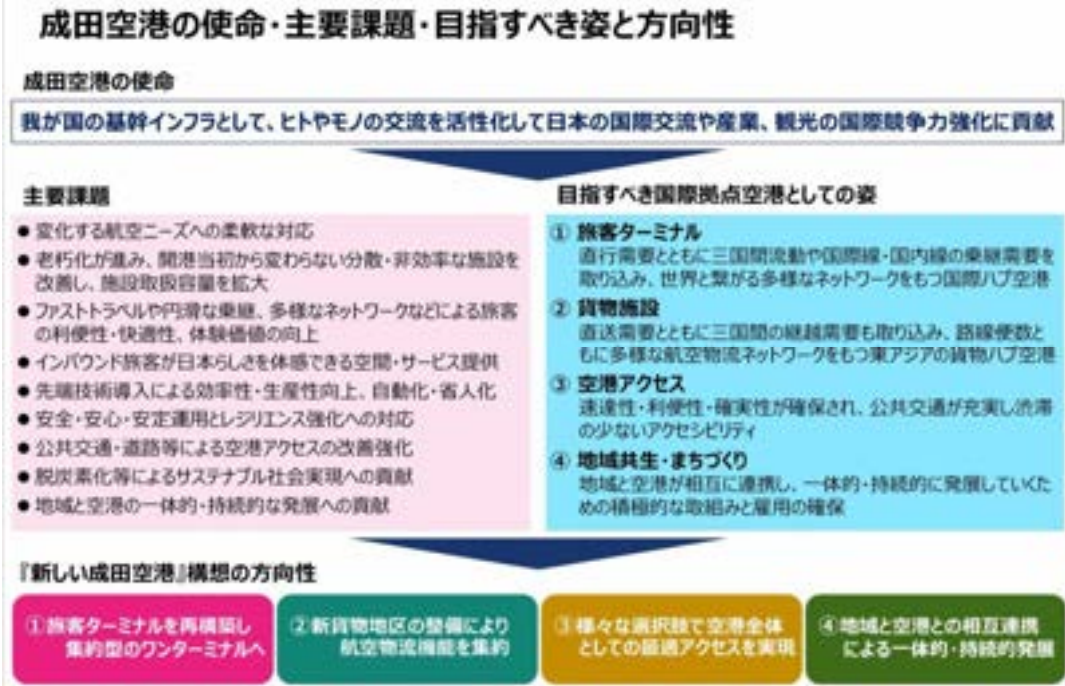 成田空港の使命・主要課題・目指すべき姿と方向性
成田空港の使命
我が国の基幹インフラとして、ヒトやモノの交流を活性化して日本の国際交流や産業、観光の国際競争力強化に貢献
主要課題
● 変化する航空ニーズへの柔軟な対応
● 老朽化が進み、開港当初から変わらない分散・非効率な施設を
改善し、施設取扱容量を拡大
● ファストトラベルや円滑な乗継、多様なネットワークなどによる旅客
の利便性・快適性、体験価値の向上
● インバウンド旅客が日本らしさを体感できる空間・サービス提供
● 先端技術導入による効率性・生産性向上、自動化・省人化
● 安全・安心・安定運用とレジリエンス強化への対応
● 公共交通・道路等による空港アクセスの改善強化
● 脱炭素化等によるサステナブル社会実現への貢献
● 地域と空港の一体的・持続的な発展への貢献
目指すべき国際拠点空港としての姿
① 旅客ターミナル
直行需要とともに三国間流動や国際線・国内線の乗継需要を
取り込み、世界と繋がる多様なネットワークをもつ国際ハブ空港
② 貨物施設
直送需要とともに三国間の継越需要も取り込み、路線便数と
もに多様な航空物流ネットワークをもつ東アジアの貨物ハブ空港
③ 空港アクセス
速達性・利便性・確実性が確保され、公共交通が充実し渋滞
の少ないアクセシビリティ
④ 地域共生・まちづくり
地域と空港が相互に連携し、一体的・持続的に発展していくた
めの積極的な取組みと雇用の確保
『新しい成田空港』構想の方向性
①旅客ターミナルを再構築し
集約型のワンターミナルへ
②新貨物地区の整備により
航空物流機能を集約
③様々な選択肢で空港全体
としての最適アクセスを実現
④地域と空港との相互連携
による一体的・持続的発展